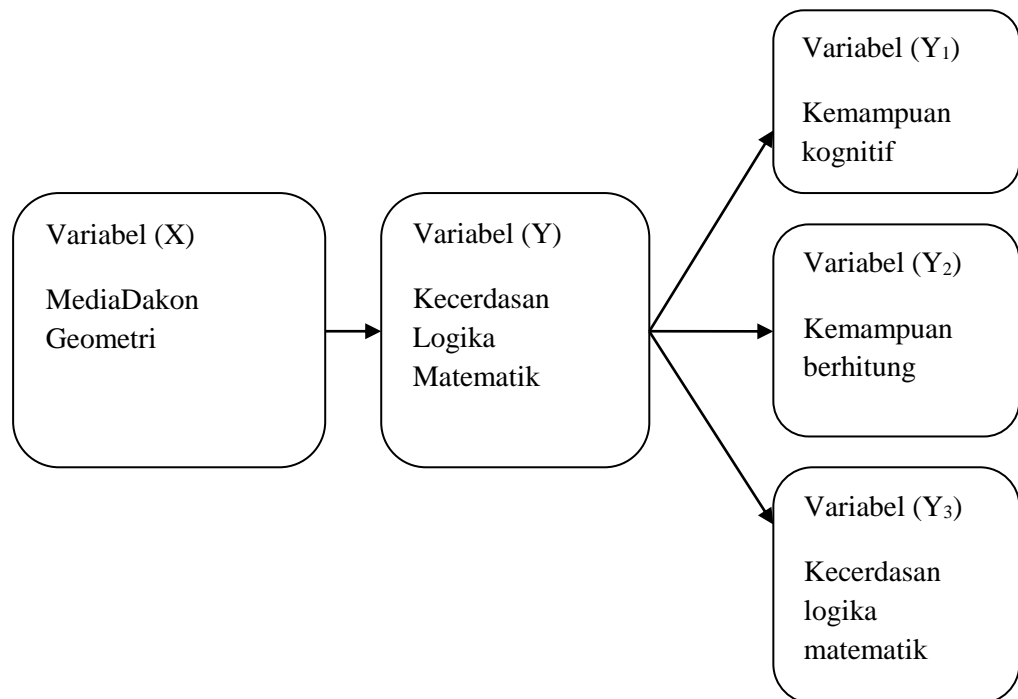 Variabel (X)
MediaDakon
Geometri
Variabel (Y)
Kecerdasan
Logika
Matematik
Variabel (Y₁)
Kemampuan
kognitif
Variabel (Y₂)
Kemampuan
berhitung
Variabel (Y₃)
Kecerdasan
logika
matematik